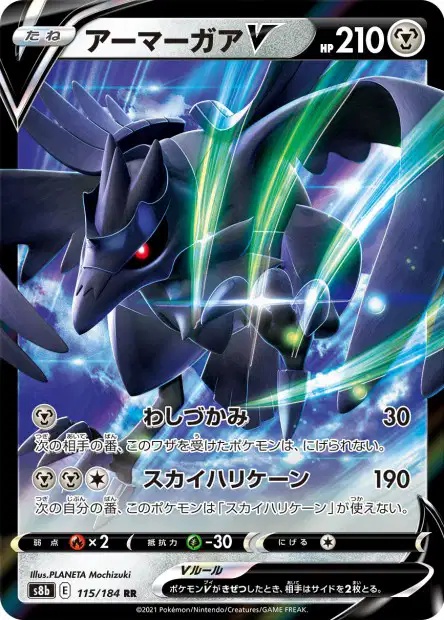 たね
アーマーガアV
HP 210
わしづかみ 30
次の相手の番、このワザを受けたポケモンは、にげられない。
スカイハリケーン 190
次の自分の番、このポケモンは「スカイハリケーン」が使えない。
弱点 ×2 抵抗力 -30 にげる
Illus. PLANETA Mochizuki
Vルール
ポケモンVがきぜつしたとき、相手はサイドを2枚とる。
s8b E 115/184 RR
©2021 Pokémon/Nintendo/Creatures/GAME FREAK.